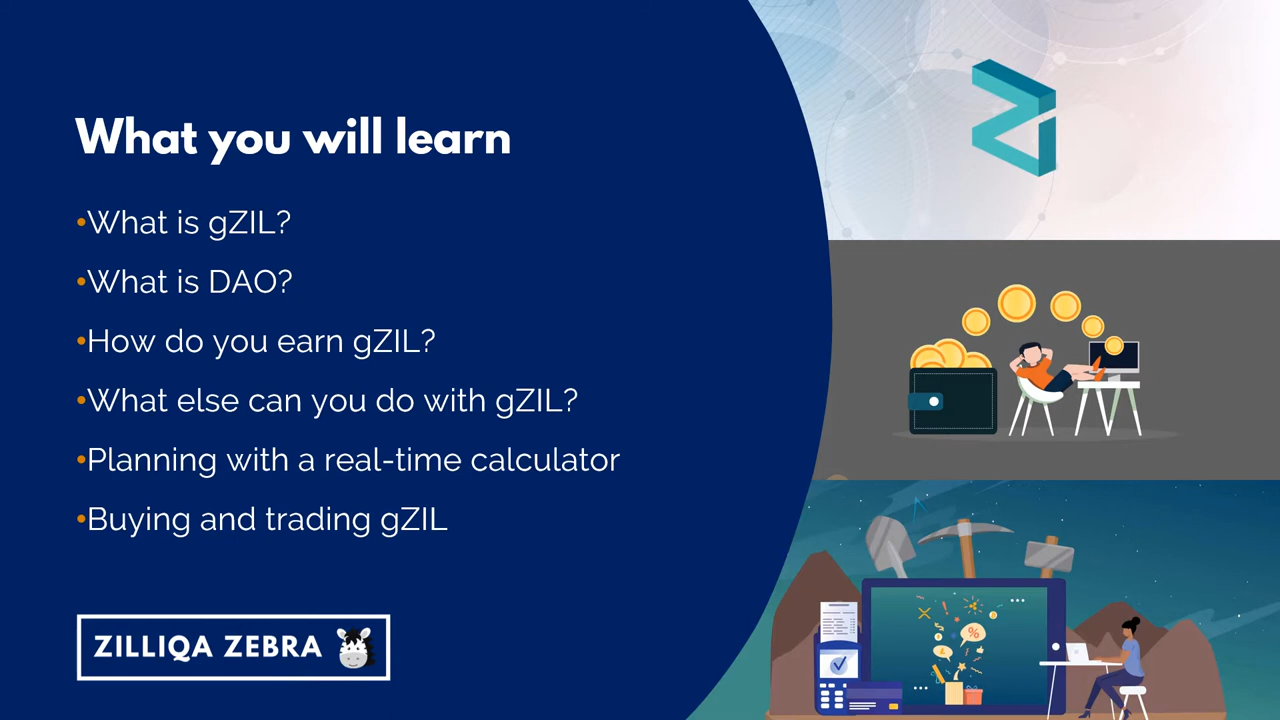 What you will learn
•What is gZIL?
•What is DAO?
•How do you earn gZIL?
•What else can you do with gZIL?
•Planning with a real-time calculator
•Buying and trading gZIL
ZILLIQA ZEBRA
%